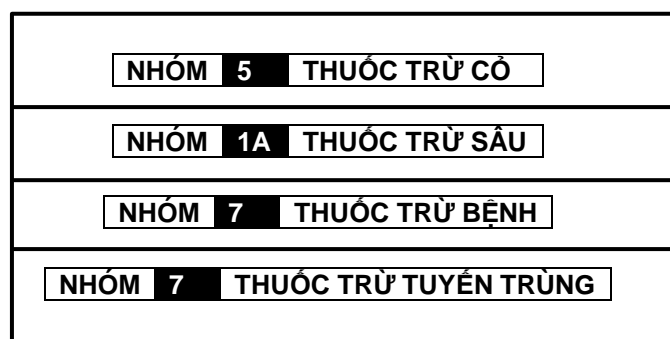 NHÓM 5 THUỐC TRỪ CỎ
NHÓM 1A THUỐC TRỪ SÂU
NHÓM 7 THUỐC TRỪ BỆNH
NHÓM 7 THUỐC TRỪ TUYẾN TRÙNG